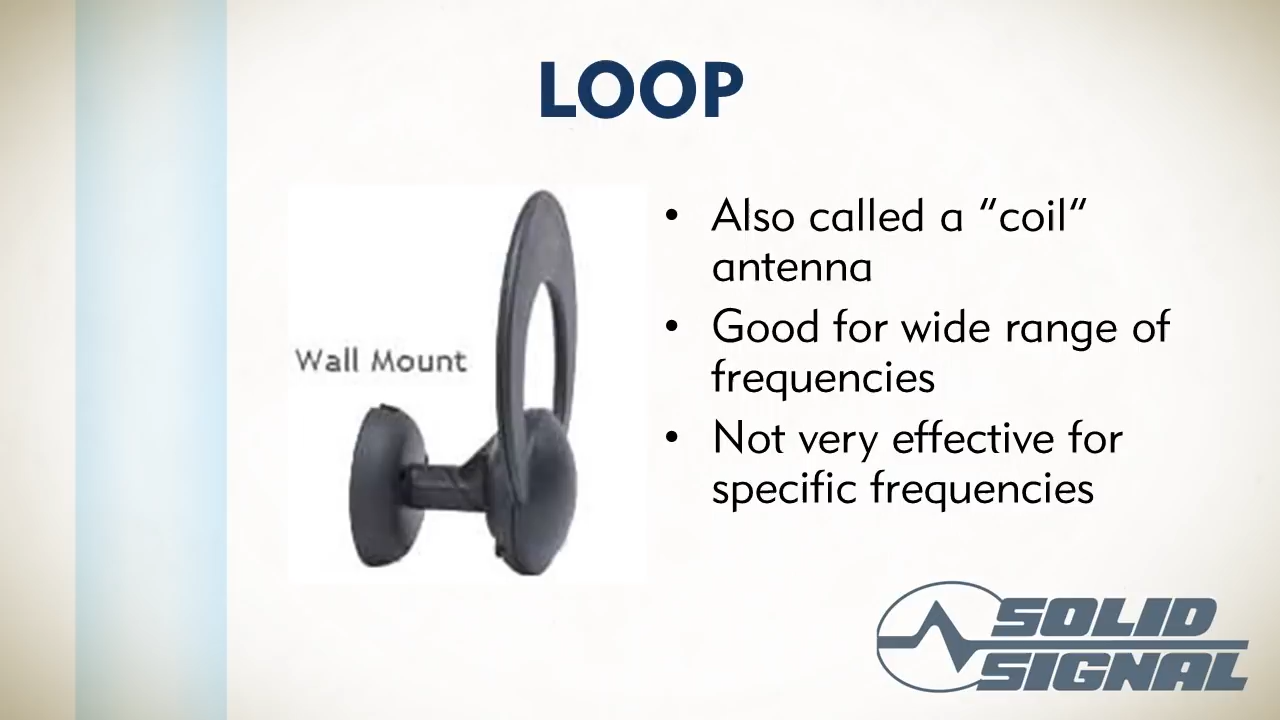 LOOP
Wall Mount
• Also called a “coil“
antenna
• Good for wide range of
frequencies
• Not very effective for
specific frequencies
SOLID
SIGNAL